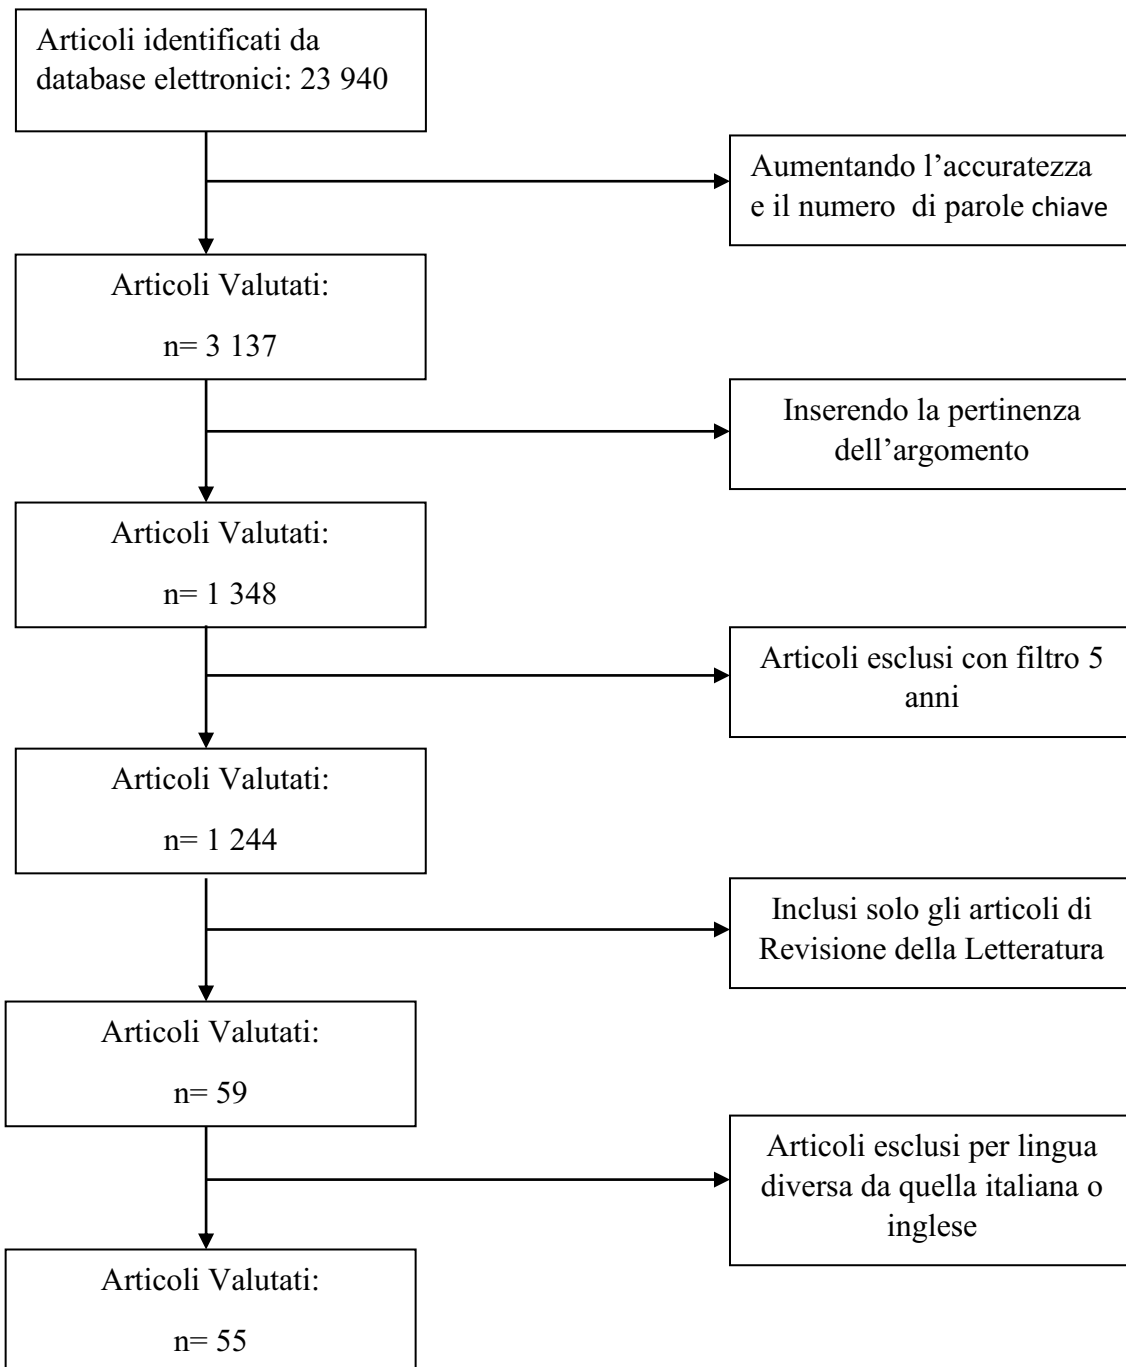 Articoli identificati da
database elettronici: 23 940
Aumentando l’accuratezza
e il numero  di parole chiave
Articoli Valutati:
n= 3 137
Inserendo la pertinenza
dell’argomento
Articoli Valutati:
n= 1 348
Articoli esclusi con filtro 5
anni
Articoli Valutati:
n= 1 244
Inclusi solo gli articoli di
Revisione della Letteratura
Articoli Valutati:
n= 59
Articoli esclusi per lingua
diversa da quella italiana o
inglese
Articoli Valutati:
n= 55